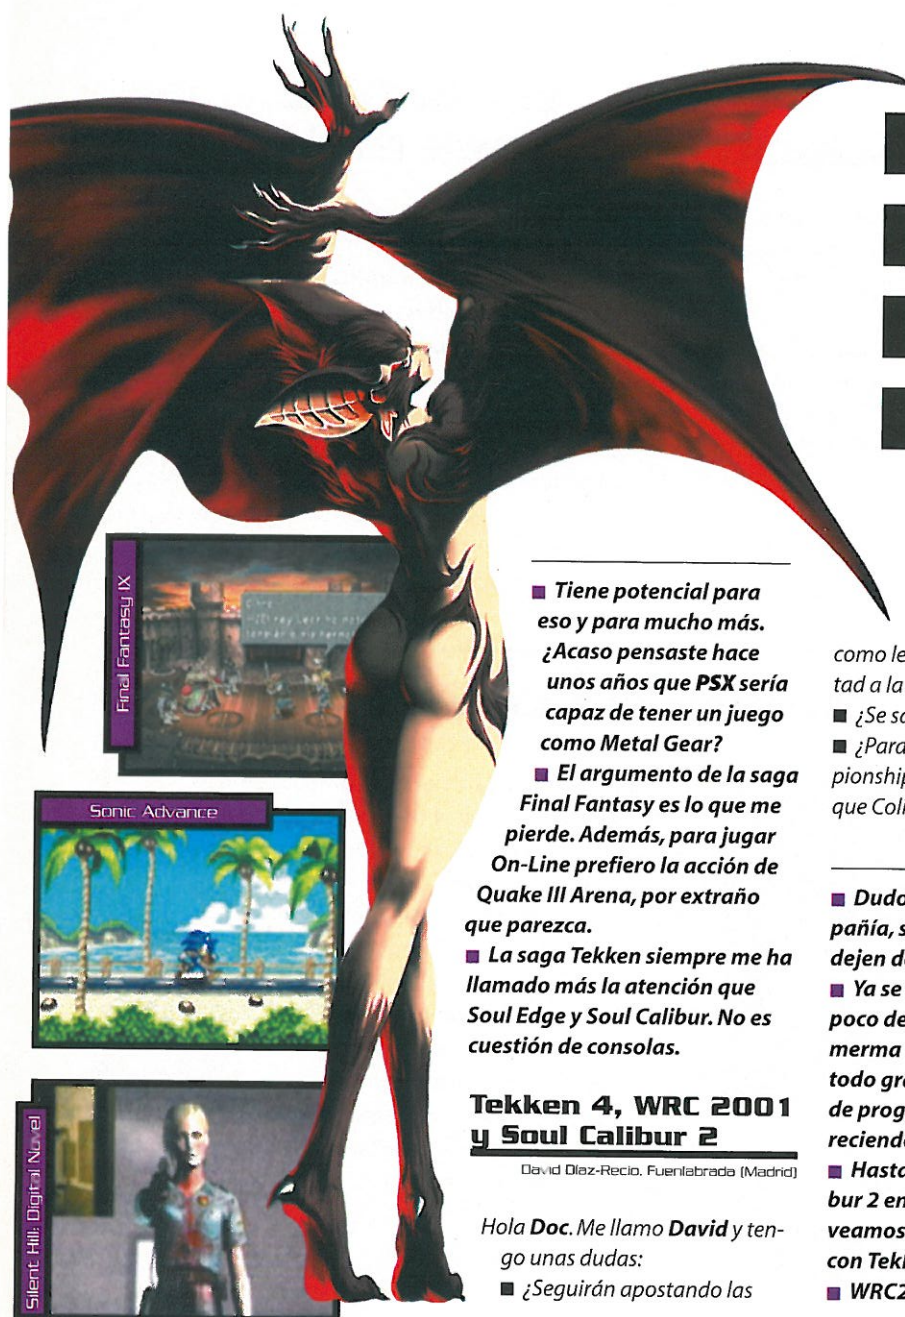 Final Fantasy IX
Sonic Advance
Silent Hill: Digital Novel
■ Tiene potencial para
eso y para mucho más.
¿Acaso pensaste hace
unos años que PSX sería
capaz de tener un juego
como Metal Gear?
■ El argumento de la saga
Final Fantasy es lo que me
pierde. Además, para jugar
On-Line prefiero la acción de
Quake III Arena, por extraño
que parezca.
■ La saga Tekken siempre me ha
llamado más la atención que
Soul Edge y Soul Calibur. No es
cuestión de consolas.
Tekken 4, WRC 2001
y Soul Calibur 2
David Díaz-Recio. Fuenlabrada (Madrid)
Hola Doc. Me llamo David y ten-
go unas dudas:
■ ¿Seguirán apostando las
como le
tad a la
■ ¿Se sa
■ ¿Para
pionship
que Coli
■ Dudo
pañía, s
dejen de
■ Ya se
poco de
merma
todo gra
de prog
reciendo
■ Hasta
bur 2 en
veamos
con Tekk
■ WRC2